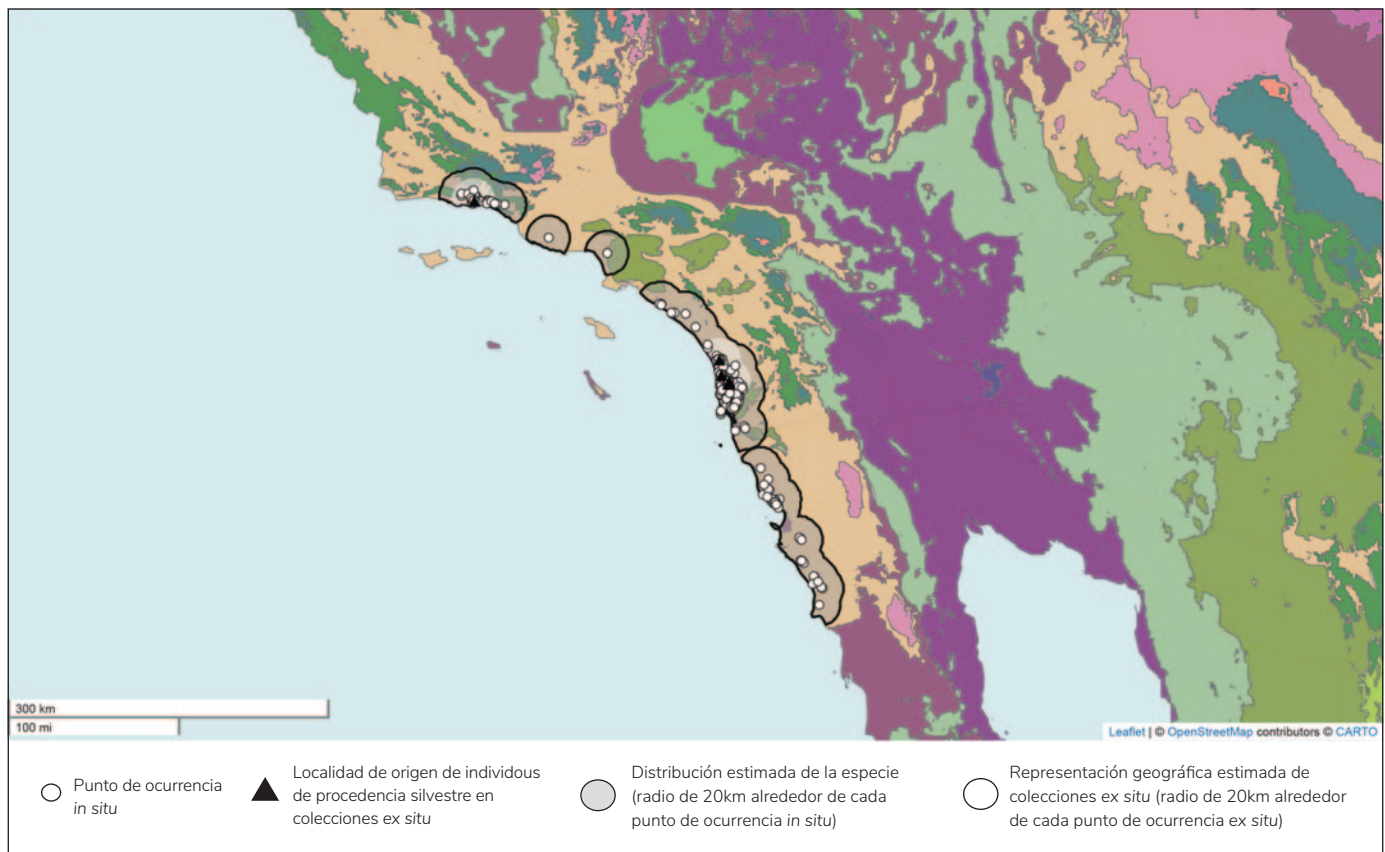 300 km
100 mi
Leaflet | © OpenStreetMap contributors © CARTO
Punto de ocurrencia
in situ
Localidad de origen de individous
de procedencia silvestre en
colecciones ex situ
Distribución estimada de la especie
(radio de 20km alrededor de cada
punto de ocurrencia in situ)
Representación geográfica estimada de
colecciones ex situ (radio de 20km alrededor
de cada punto de ocurrencia ex situ)